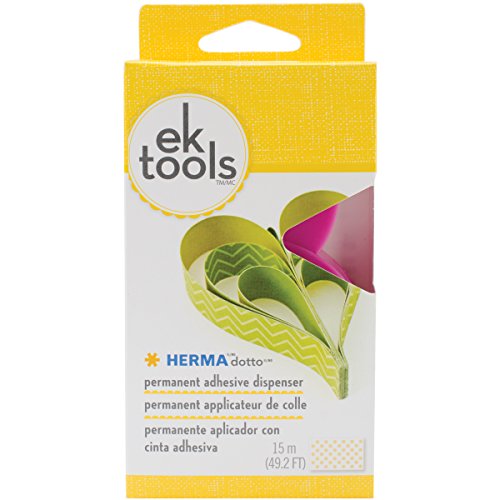 ek
tools
TM/MC
HERMA dotto
permanent adhesive dispenser
permanent applicateur de colle
permanente aplicador con
cinta adhesiva
15 m
(49.2 FT)